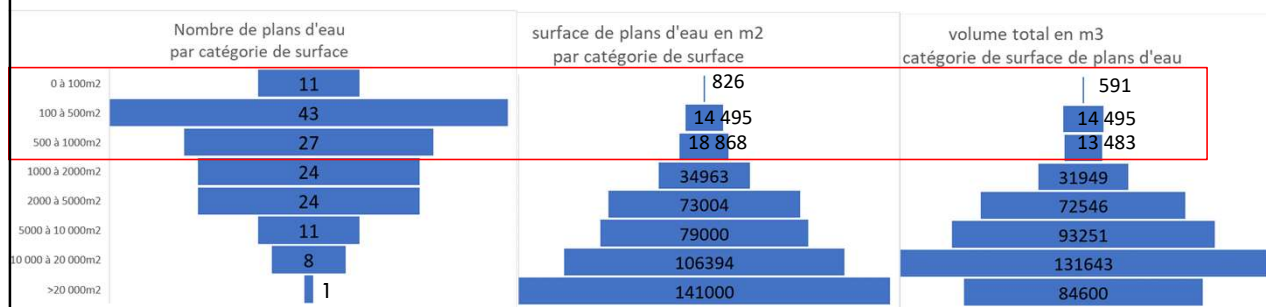 Nombre de plans d'eau
par catégorie de surface
surface de plans d'eau en m2
par catégorie de surface
volume total en m3
catégorie de surface de plans d'eau
0 à 100m2 11 826 591
100 à 500m2 43 14 495 14 495
500 à 1000m2 27 18 868 13 483
1000 à 2000m2 24 34963 31949
2000 à 5000m2 24 73004 72546
5000 à 10 000m2 11 79000 93251
10 000 à 20 000m2 8 106394 131643
>20 000m2 1 141000 84600